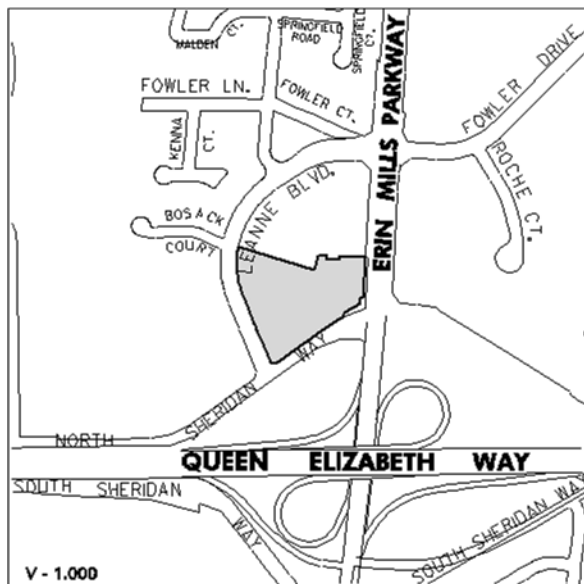 MALDEN CT.
SPRINGFIELD
ROAD
SPRINGFIELD CT.
FOWLER LN.
FOWLER CT.
ERIN MILLS PARKWAY
FOWLER DRIVE
KENNA
CT.
ROCHE CT.
LEANNE BLVD.
BOSACK
COURT
NORTH SHERIDAN WAY
QUEEN ELIZABETH WAY
SOUTH SHERIDAN WAY
SOUTH SHERIDAN WAY
V - 1.000